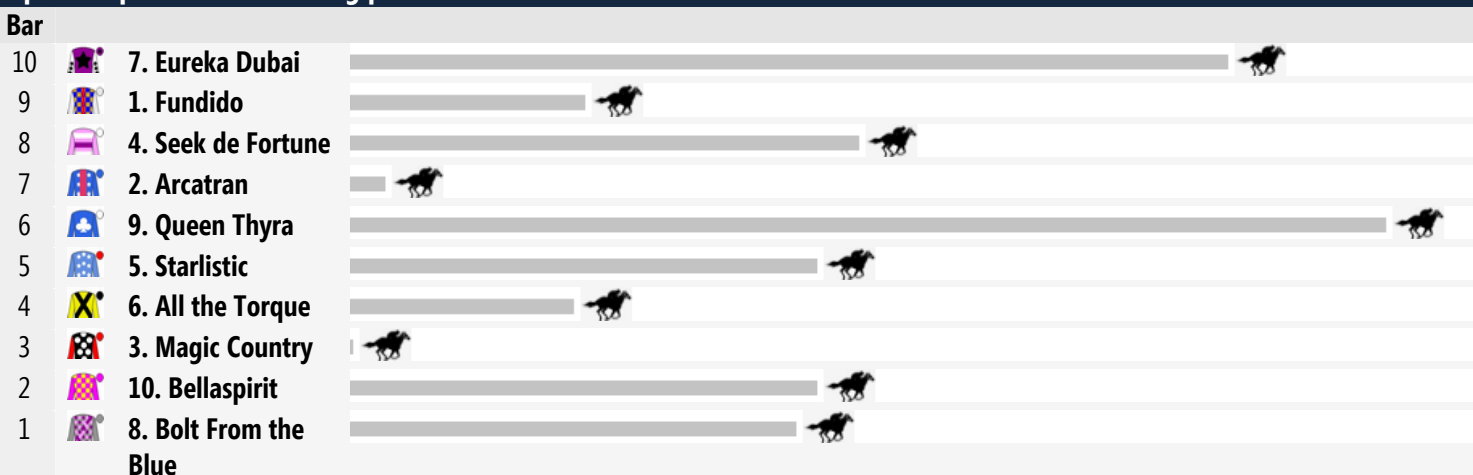 Bar
10 7. Eureka Dubai
9 1. Fundido
8 4. Seek de Fortune
7 2. Arcatran
6 9. Queen Thyra
5 5. Starlistic
4 6. All the Torque
3 3. Magic Country
2 10. Bellaspirit
1 8. Bolt From the
Blue